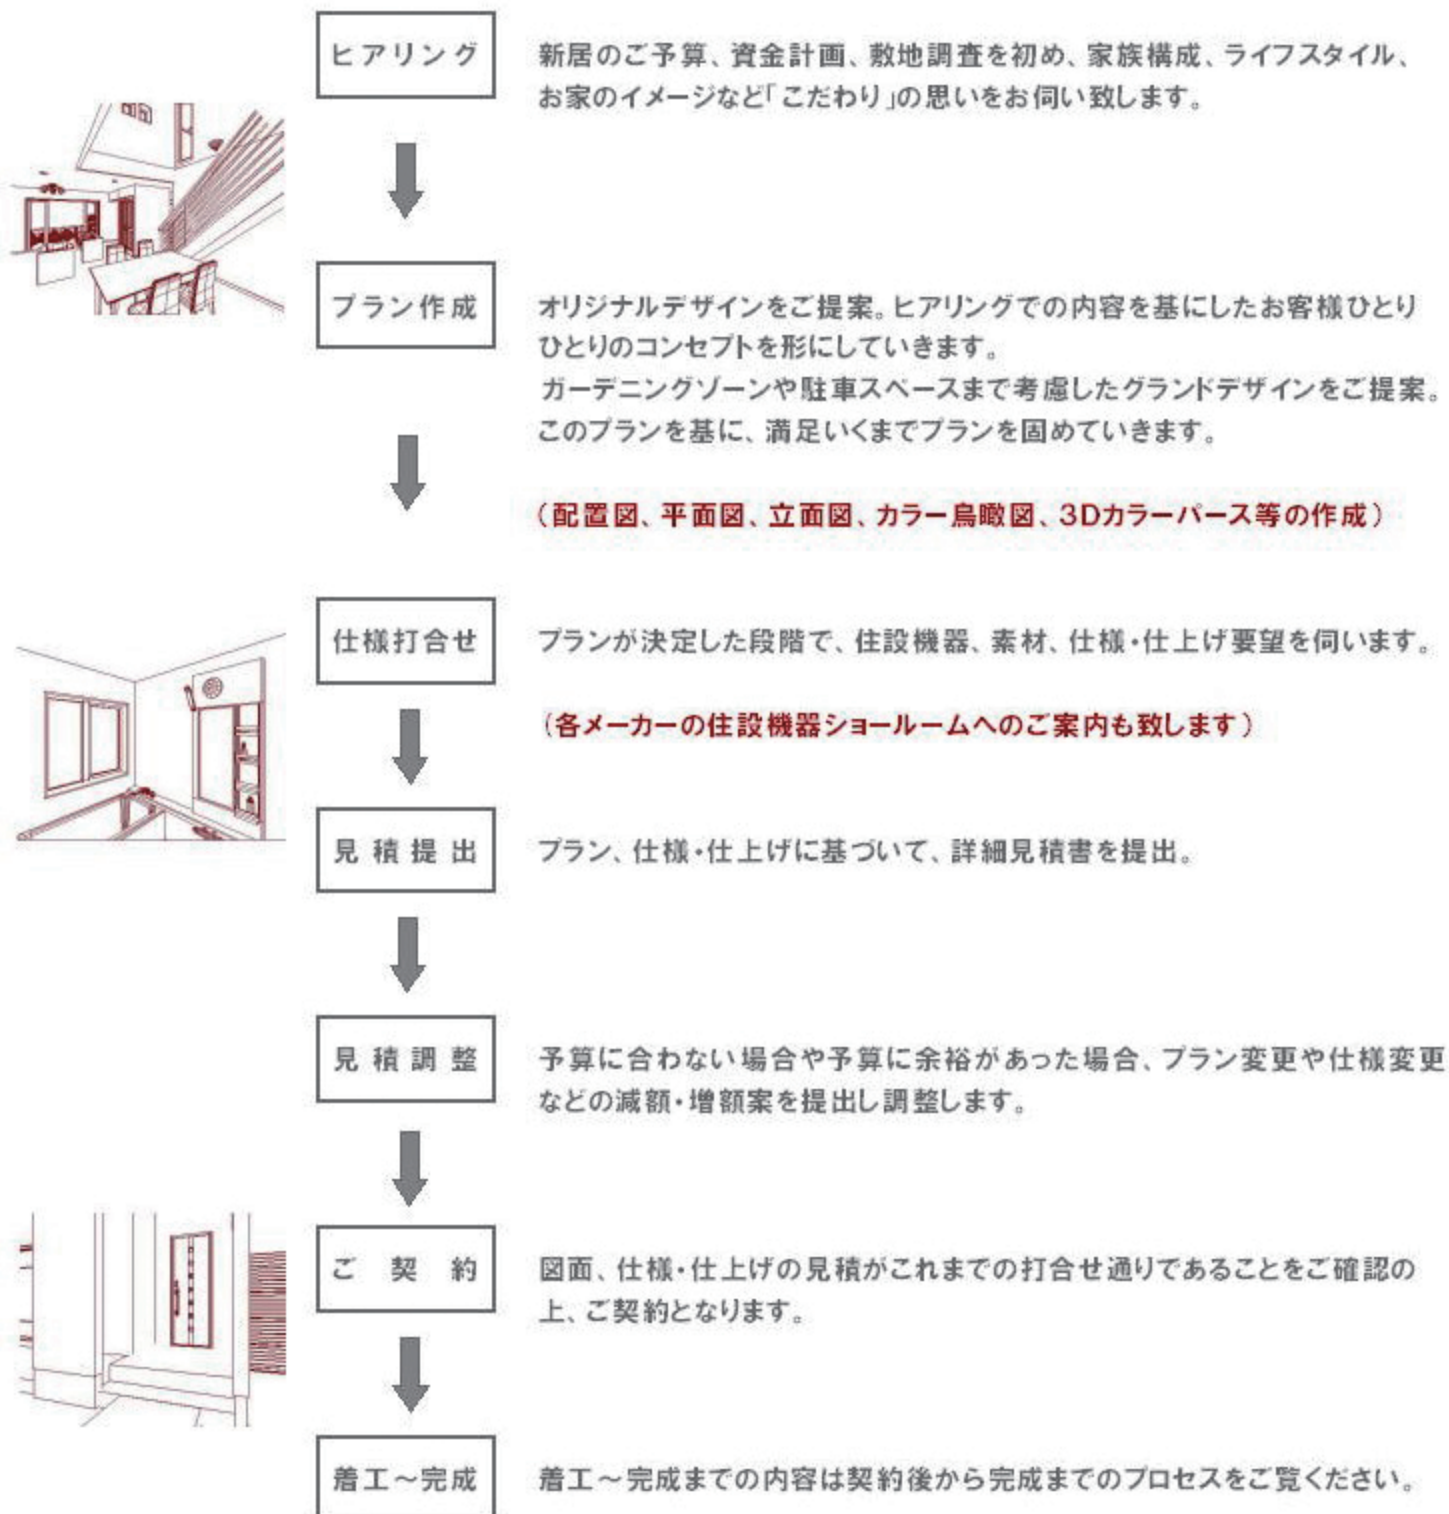 ヒアリング
新居のご予算、資金計画、敷地調査を初め、家族構成、ライフスタイル、
お家のイメージなど「こだわり」の思いをお伺い致します。
プラン作成
オリジナルデザインをご提案。ヒアリングでの内容を基にしたお客様ひとり
ひとりのコンセプトを形にしていきます。
ガーデニングゾーンや駐車スペースまで考慮したグランドデザインをご提案。
このプランを基に、満足いくまでプランを固めていきます。
（配置図、平面図、立面図、カラー鳥瞰図、3Dカラーパース等の作成）
仕様打合せ
プランが決定した段階で、住設機器、素材、仕様・仕上げ要望を伺います。
（各メーカーの住設機器ショールームへのご案内も致します）
見積提出
プラン、仕様・仕上げに基づいて、詳細見積書を提出。
見積調整
予算に合わない場合や予算に余裕があった場合、プラン変更や仕様変更
などの減額・増額案を提出し調整します。
ご契約
図面、仕様・仕上げの見積がこれまでの打合せ通りであることをご確認の
上、ご契約となります。
着工～完成
着工～完成までの内容は契約後から完成までのプロセスをご覧ください。